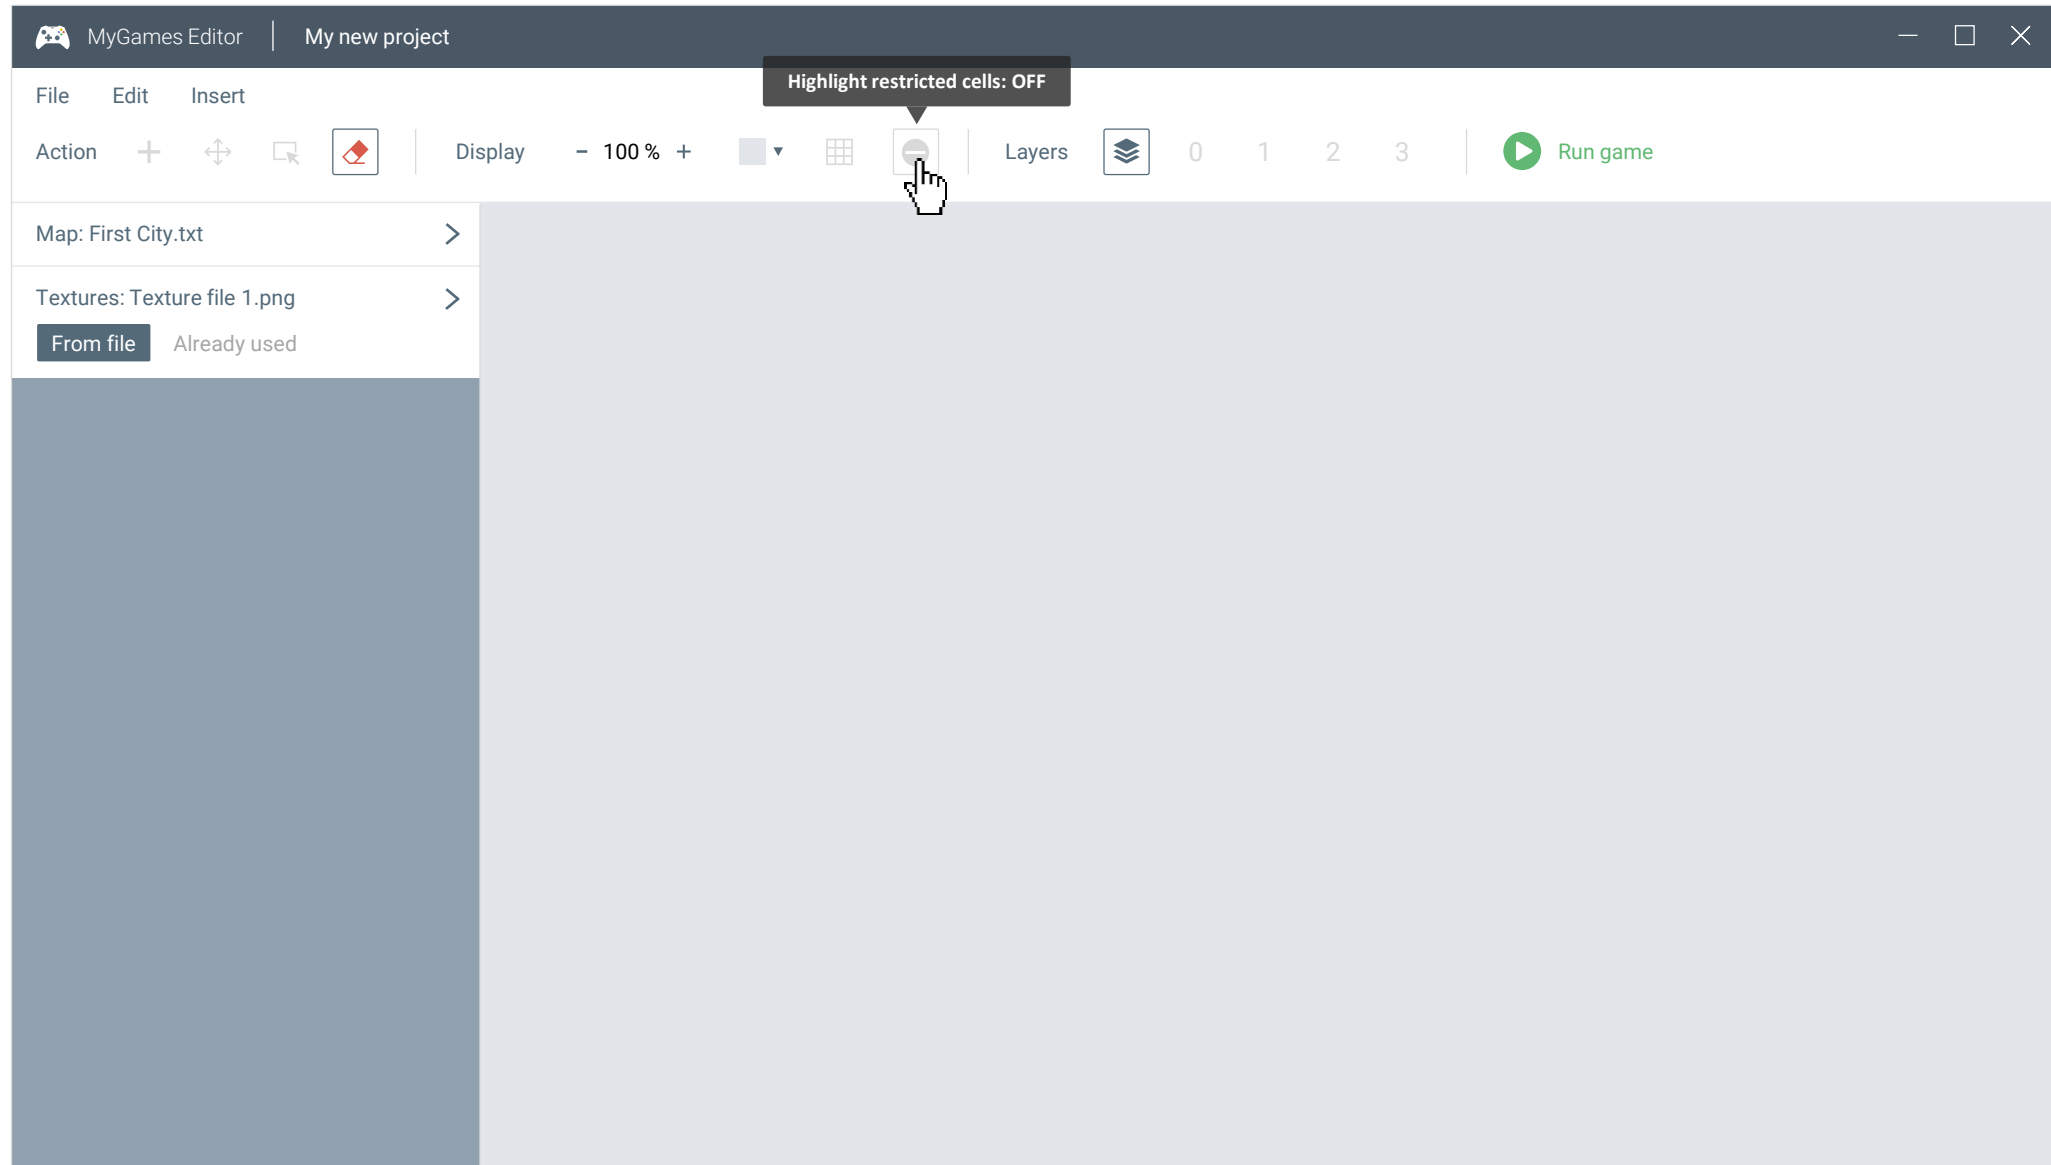 MyGames Editor
My new project
Highlight restricted cells: OFF
File Edit Insert
Action
Display - 100 % +
Layers 0 1 2 3
Run game
Map: First City.txt
Textures: Texture file 1.png
From file Already used